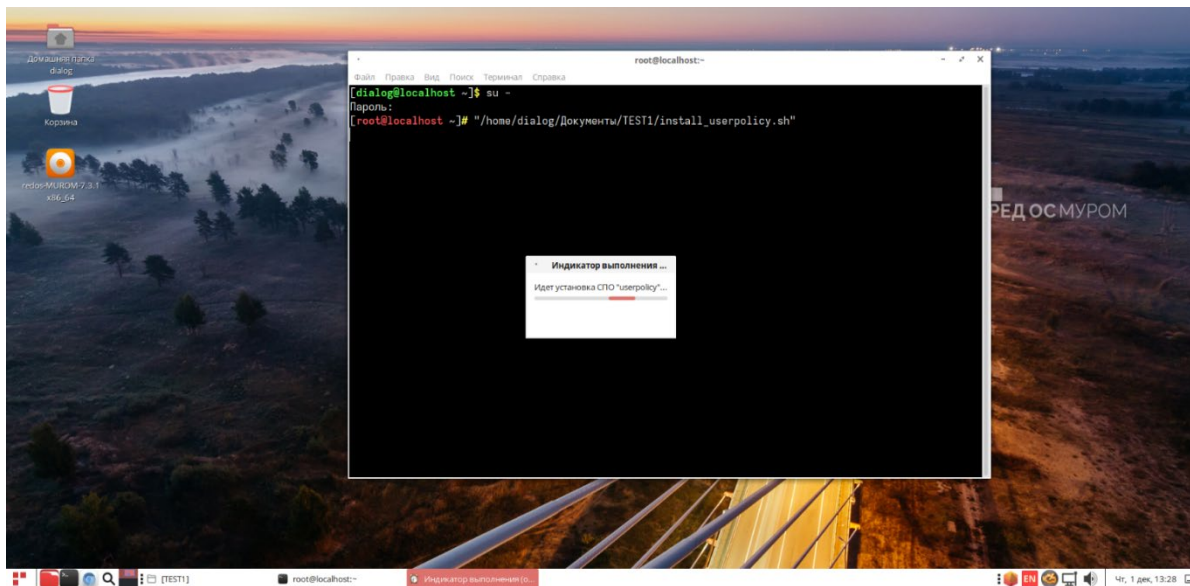 Домашняя папка
dialog
Корзина
redos-MUROM-7.3.1
x86_64
root@localhost:~
Файл Правка Вид Поиск Терминал Справка
[dialog@localhost ~]$ su -
Пароль:
[root@localhost ~]# "/home/dialog/Документы/TEST1/install_userpolicy.sh"
РЕД ОС МУРОМ
Индикатор выполнения ...
Идет установка СПО "userpolicy"...
[TEST1]
root@localhost:~
Индикатор выполнения (о...
EN
Чт, 1 дек, 13:28